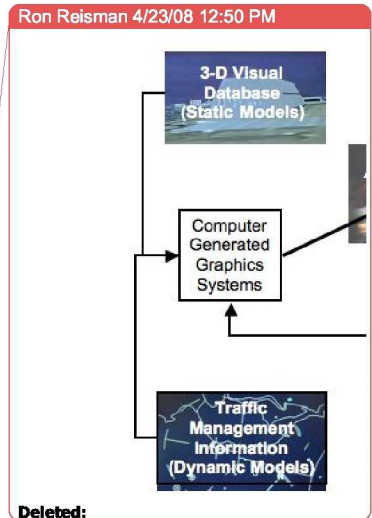 Ron Reisman 4/23/08 12:50 PM
3-D Visual
Database
(Static Models)
Computer
Generated
Graphics
Systems
Traffic
Management
Information
(Dynamic Models)
Deleted: